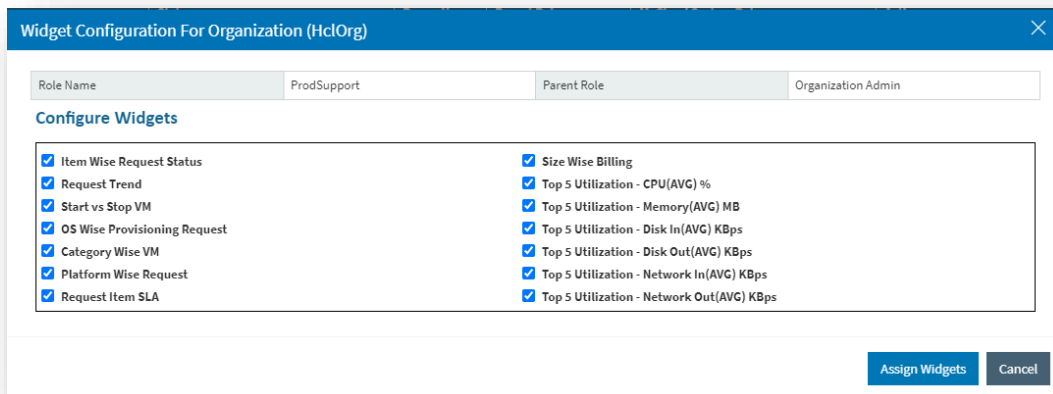 Widget Configuration For Organization (HclOrg)
Role Name ProdSupport Parent Role Organization Admin
Configure Widgets
Item Wise Request Status Size Wise Billing
Request Trend Top 5 Utilization - CPU(AVG) %
Start vs Stop VM Top 5 Utilization - Memory(AVG) MB
OS Wise Provisioning Request Top 5 Utilization - Disk In(AVG) KBps
Category Wise VM Top 5 Utilization - Disk Out(AVG) KBps
Platform Wise Request Top 5 Utilization - Network In(AVG) KBps
Request Item SLA Top 5 Utilization - Network Out(AVG) KBps
Assign Widgets Cancel